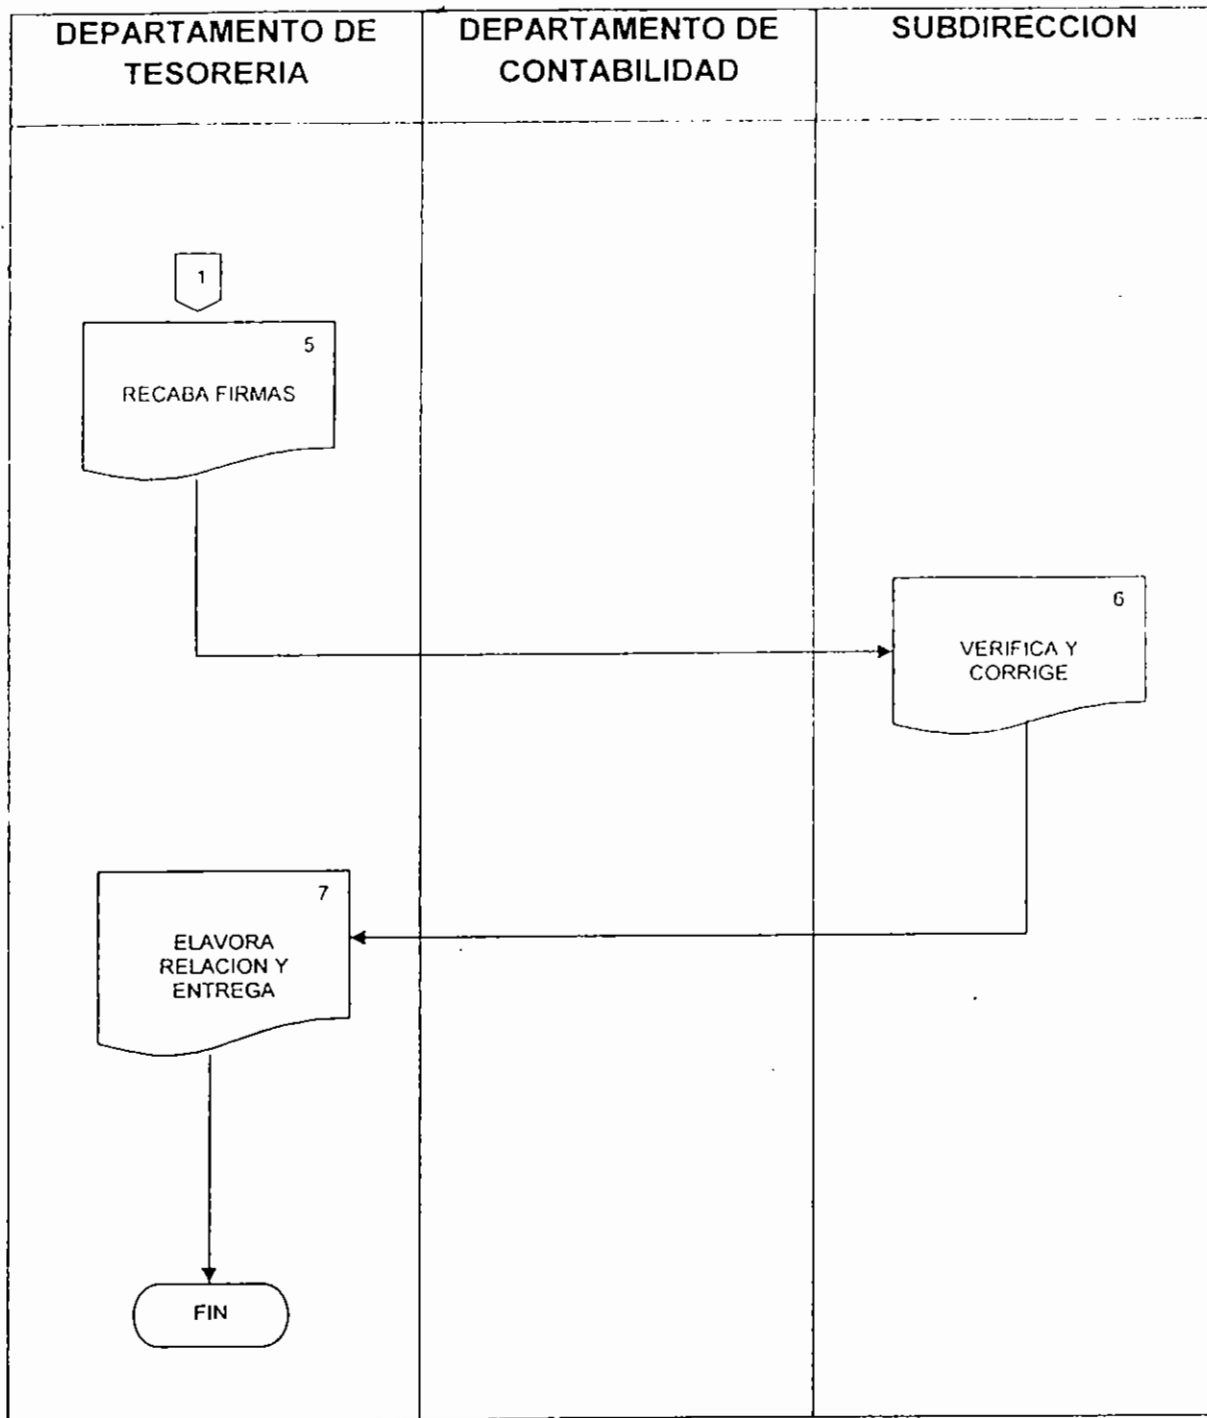 DEPARTAMENTO DE
TESORERIA
DEPARTAMENTO DE
CONTABILIDAD
SUBDIRECCION
1
5
RECABA FIRMAS
6
VERIFICA Y
CORRIGE
7
ELAVORA
RELACION Y
ENTREGA
FIN